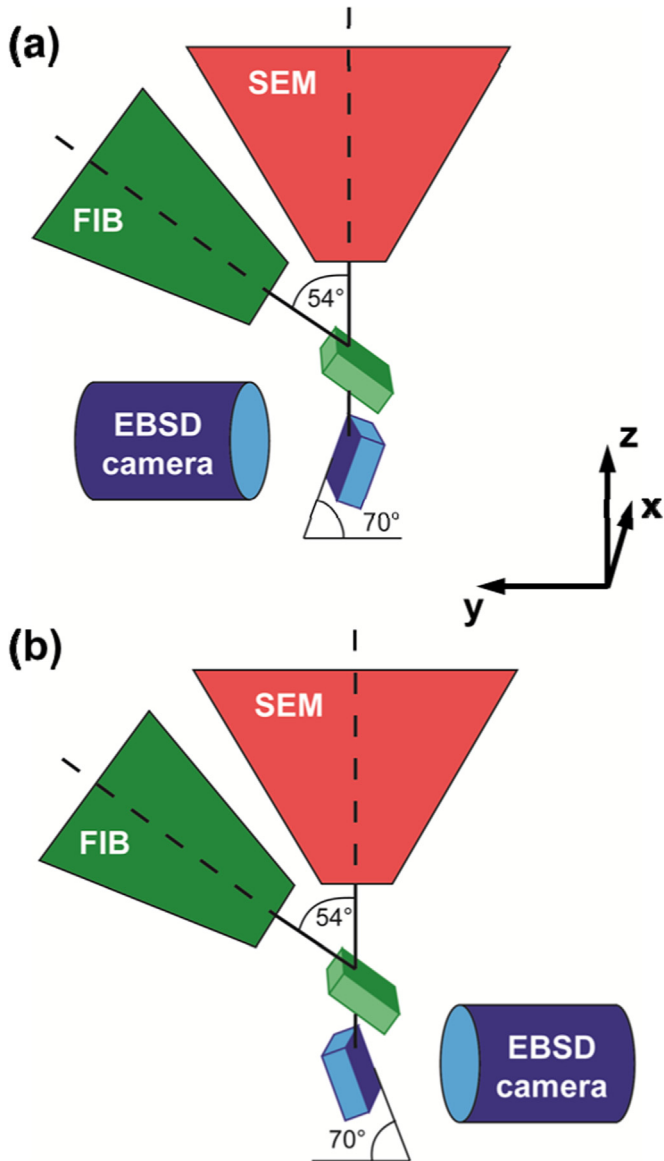 (a)
SEM
FIB
54°
EBSD
camera
70°
z
x
y
(b)
SEM
FIB
54°
EBSD
camera
70°